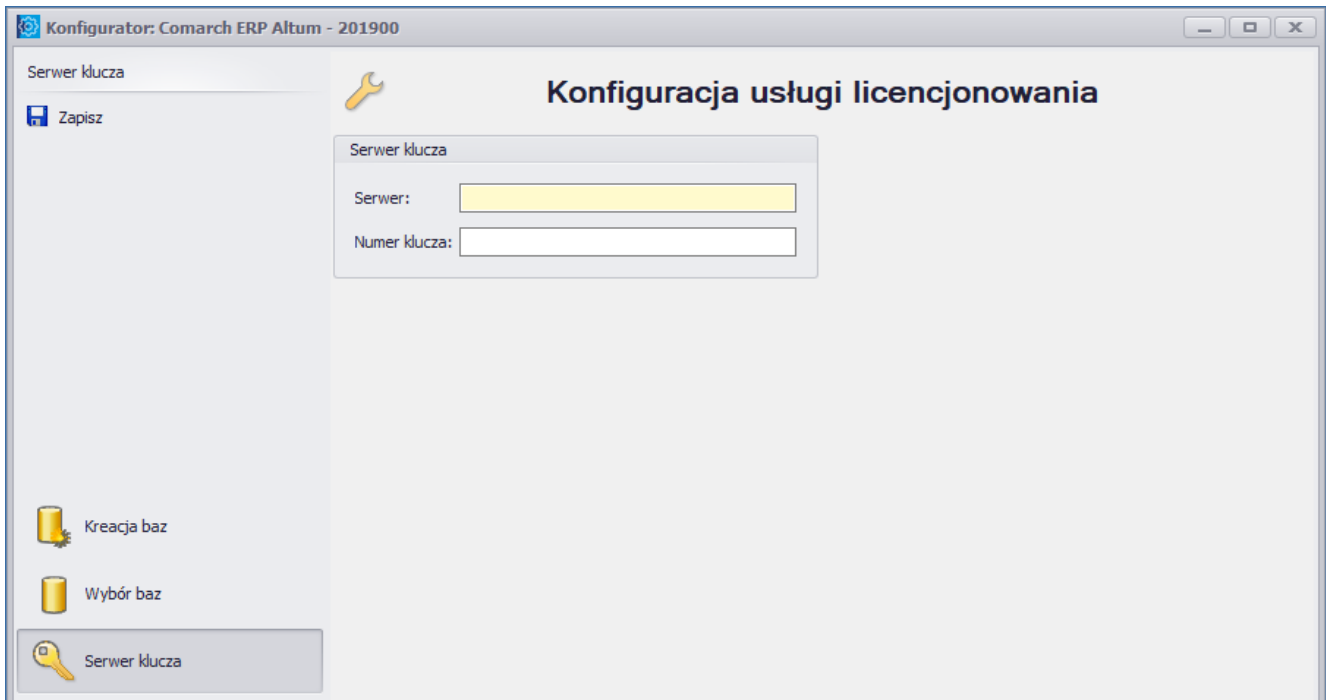 Konfigurator: Comarch ERP Altum - 201900
Serwer klucza
Zapisz
Konfiguracja usługi licencjonowania
Serwer klucza
Serwer:
Numer klucza:
Kreacja baz
Wybór baz
Serwer klucza